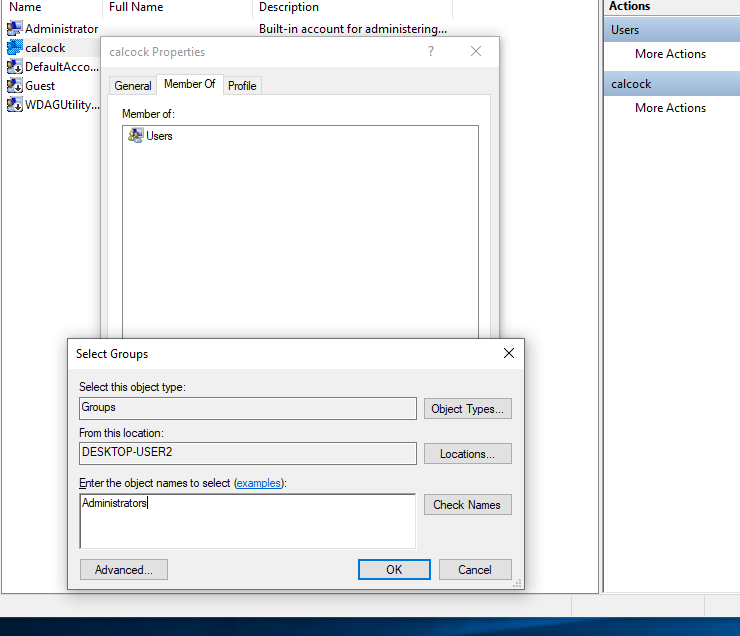 Name Full Name Description Actions
Administrator Built-in account for administering...
calcock
DefaultAcco...
Guest
WDAGUtility...
Users
More Actions
calcock
More Actions
calcock Properties ?
General Member Of Profile
Member of:
Users
Select Groups
Select this object type:
Groups Object Types...
From this location:
DESKTOP-USER2 Locations...
Enter the object names to select (examples):
Administrators Check Names
Advanced... OK Cancel